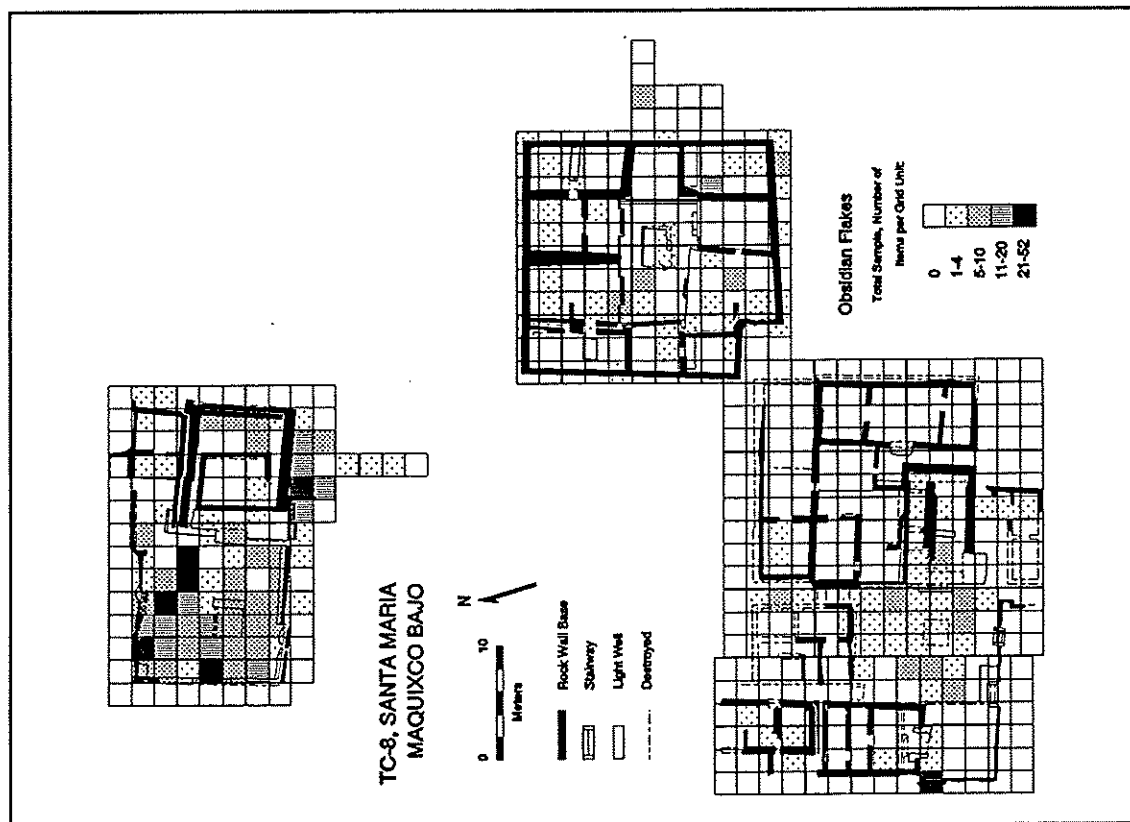 TC-8, SANTA MARIA
MAQUIXCO BAJO
N
0 10
Meters
Rock Wall Base
Stairway
Light Well
Destroyed
Obsidian Flakes
Total Sample, Number of
Items per Grid Unit:
0
1-4
5-10
11-20
21-52